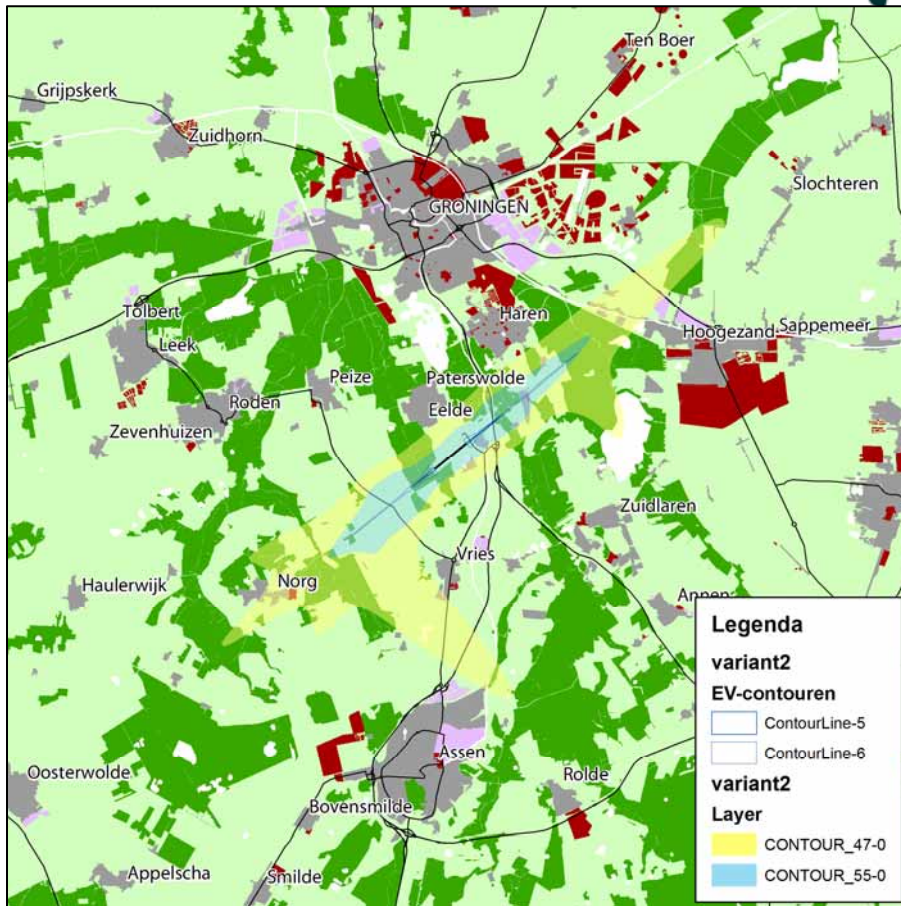 Ten Boer
Grijpskerk
Zuidhorn
Slochteren
GRONINGEN
Tolbert
Haren
Hoogezand
Sappemeer
Leek
Peize
Paterswolde
Roden
Eelde
Zevenhuizen
Zuidlaren
Vries
Haulerwijk
Norg
Annen
Assen
Oosterwolde
Rolde
Bovensmilde
Appelscha
Smilde
Legenda
variant2
EV-contouren
ContourLine-5
ContourLine-6
variant2
Layer
CONTOUR_47-0
CONTOUR_55-0